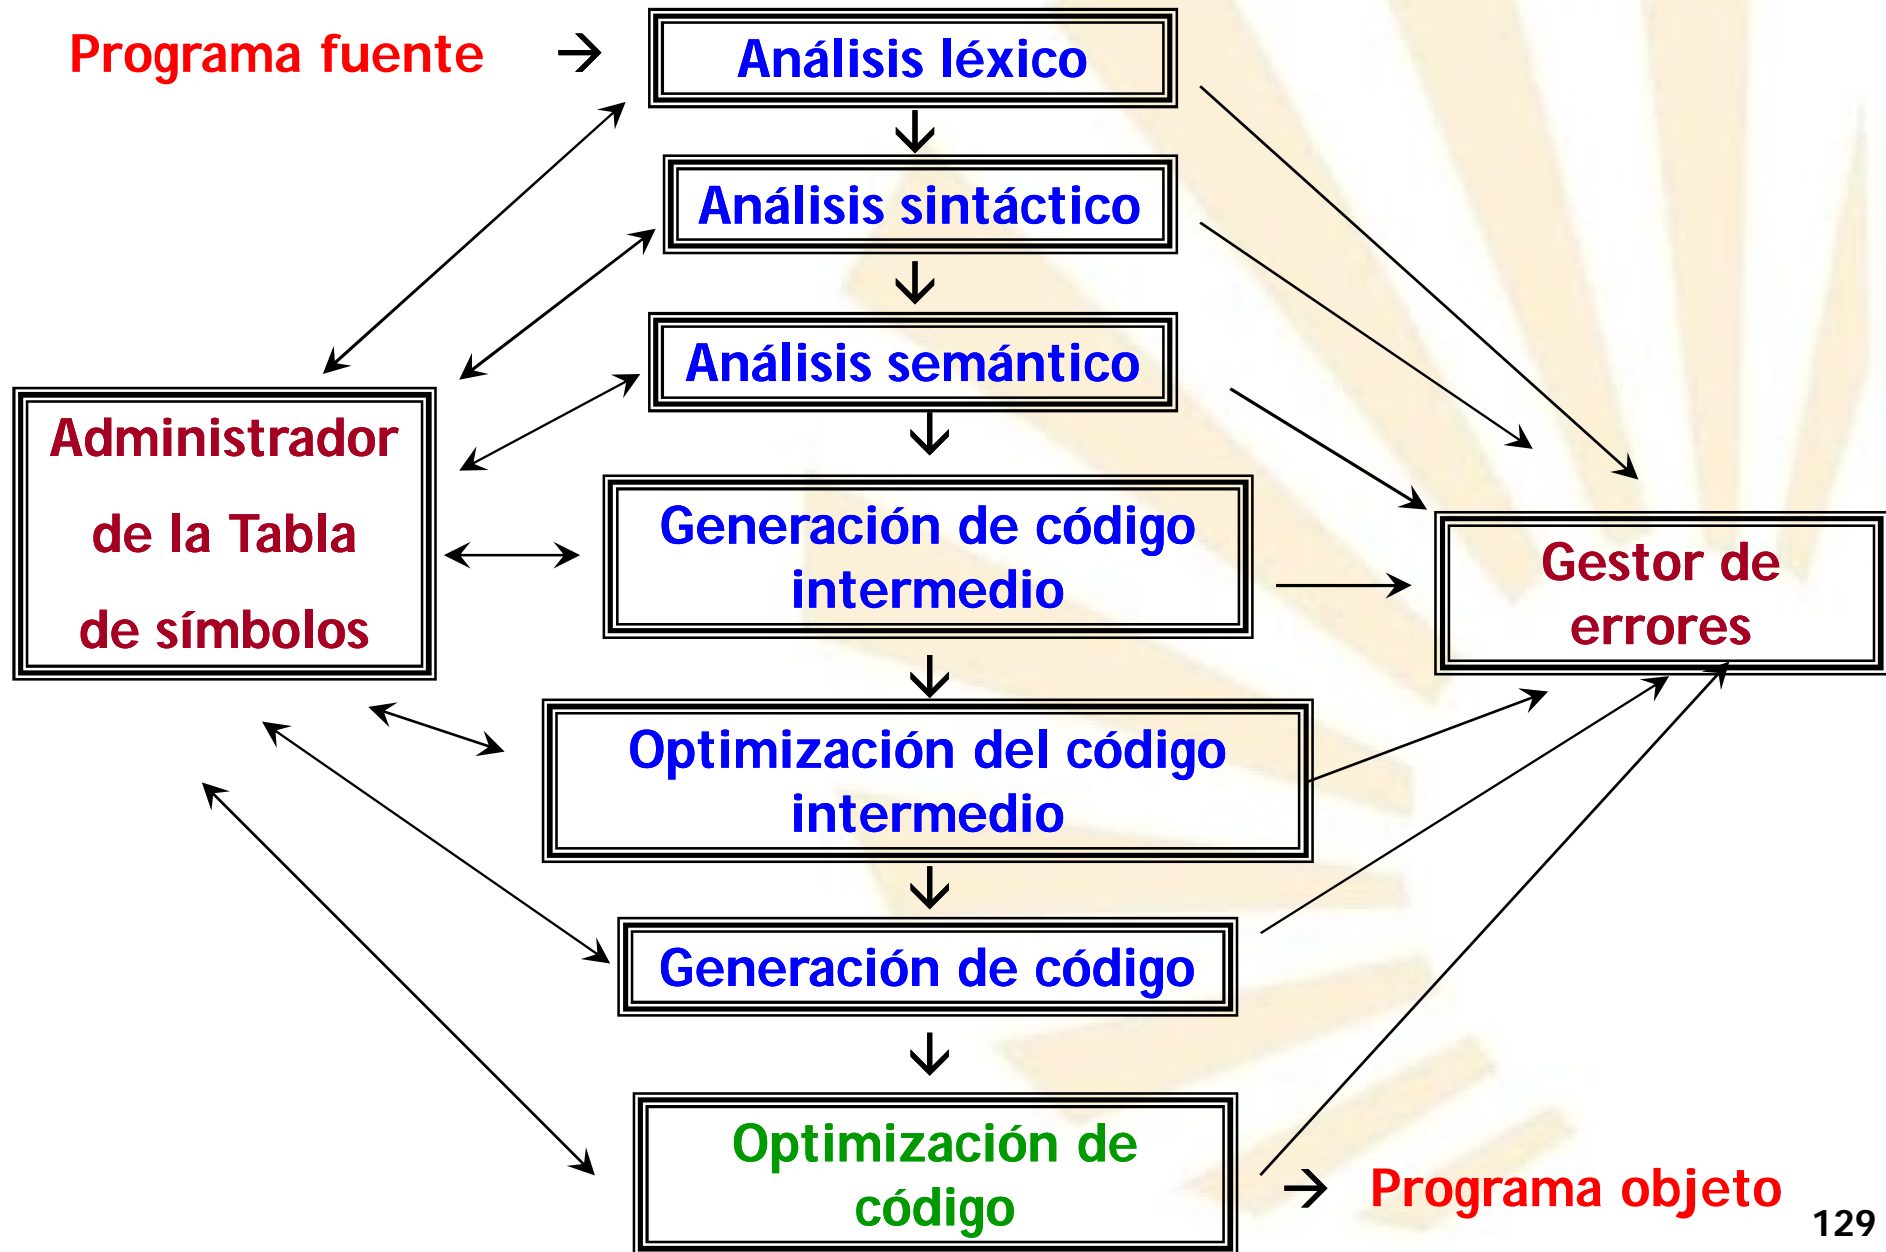 Programa fuente → Análisis léxico
Análisis sintáctico
Análisis semántico
Administrador
de la Tabla
de símbolos
Generación de código
intermedio
Gestor de
errores
Optimización del código
intermedio
Generación de código
Optimización de
código
→ Programa objeto
129